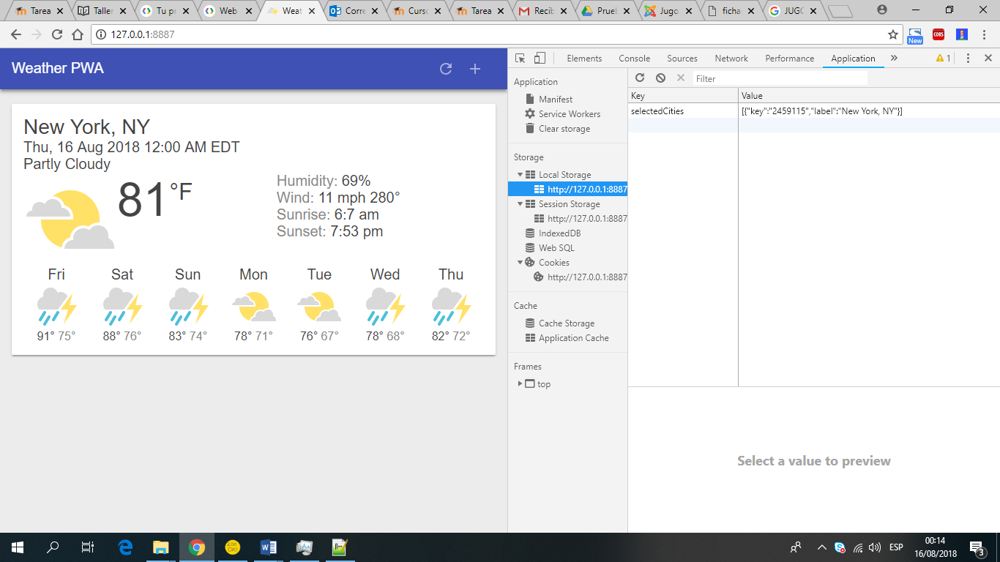 Tarea Taller Tu pr Web Weat Corre Curso Tarea Recib Pruel Jugo fichа JUGO
127.0.0.1:8887 New CORS
Weather PWA
Elements Console Sources Network Performance Application » 1
New York, NY
Thu, 16 Aug 2018 12:00 AM EDT
Partly Cloudy
81°F
Humidity: 69%
Wind: 11 mph 280°
Sunrise: 6:7 am
Sunset: 7:53 pm
Fri Sat Sun Mon Tue Wed Thu
91° 75° 88° 76° 83° 74° 78° 71° 76° 67° 78° 68° 82° 72°
Application
Manifest
Service Workers
Clear storage
Storage
Local Storage
http://127.0.0.1:8887
Session Storage
http://127.0.0.1:8887
IndexedDB
Web SQL
Cookies
http://127.0.0.1:8887
Cache
Cache Storage
Application Cache
Frames
top
Filter
Key Value
selectedCities [{"key":"2459115","label":"New York, NY"}]
Select a value to preview
ESP
00:14
16/08/2018
3